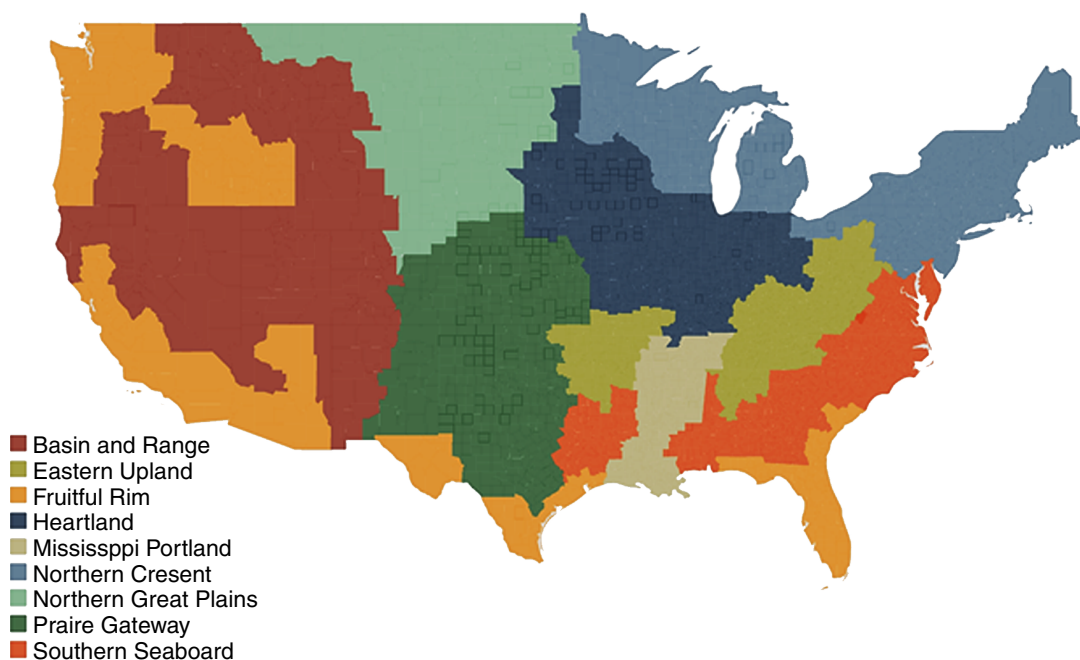 Basin and Range
Eastern Upland
Fruitful Rim
Heartland
Mississppi Portland
Northern Cresent
Northern Great Plains
Praire Gateway
Southern Seaboard